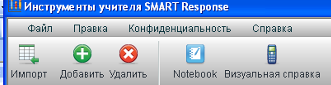 Инструменты учителя SMART Response
Файл Правка Конфиденциальность Справка
Импорт Добавить Удалить Notebook Визуальная справка